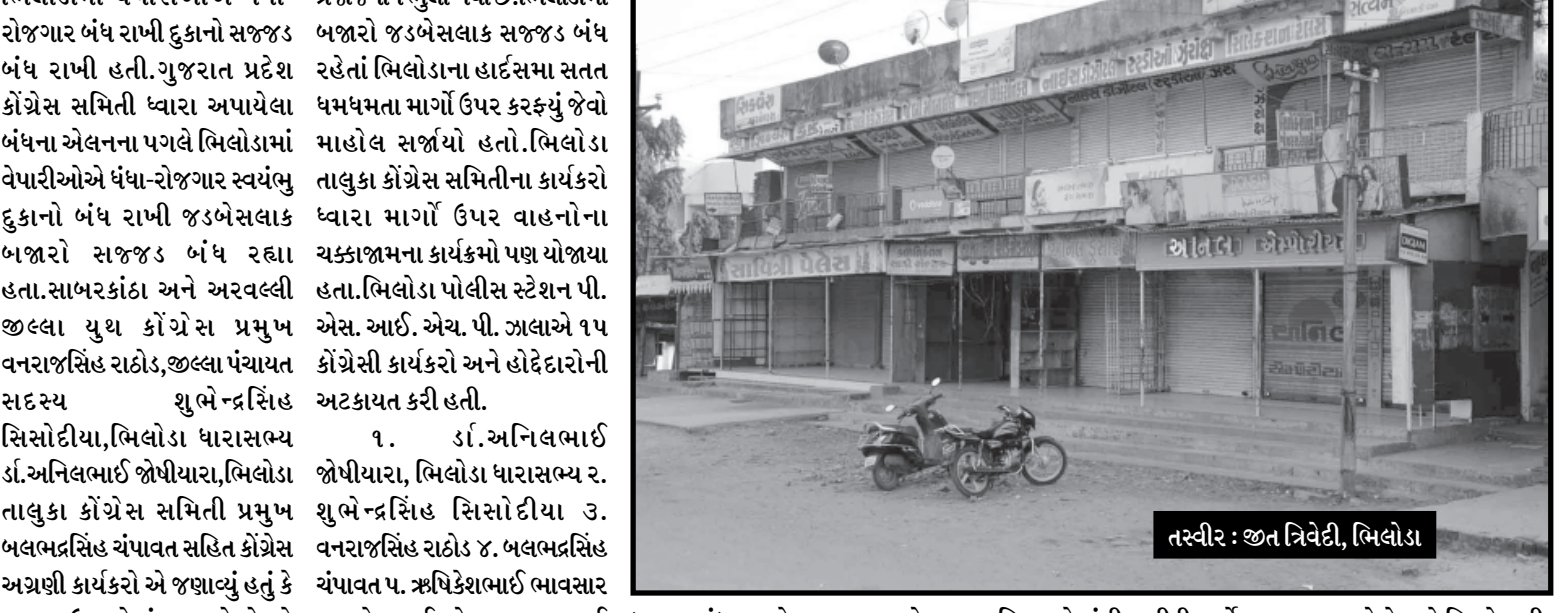 રોજગાર બંધ રાખી દુકાનો સજ્જડ
બંધ રાખી હતી.ગુજરાત પ્રદેશ
કોંગ્રેસ સમિતી ધ્વારા અપાયેલા
બંધના એલનના પગલે ભિલોડામાં
વેપારીઓએ ધંધા-રોજગાર સ્વયંભુ
દુકાનો બંધ રાખી જડબેસલાક
બજારો સજ્જડ બંધ રહ્યા
હતા.સાબરકાંઠા અને અરવલ્લી
જીલ્લા યુથ કોંગ્રેસ પ્રમુખ
વનરાજસિંહ રાઠોડ,જીલ્લા પંચાયત
સદસ્ય શુભેન્દ્રસિંહ
સિસોદીયા,ભિલોડા ધારાસભ્ય
ર્ડા.અનિલભાઈ જોષીયારા,ભિલોડા
તાલુકા કોંગ્રેસ સમિતી પ્રમુખ
બલભદ્રસિંહ ચંપાવત સહિત કોંગ્રેસ
અગ્રણી કાર્યકરો એ જણાવ્યું હતું કે
બજારો જડબેસલાક સજ્જડ બંધ
રહેતાં ભિલોડાના હાર્દસમા સતત
ધમધમતા માર્ગો ઉપર કરફ્યું જેવો
માહોલ સર્જાયો હતો.ભિલોડા
તાલુકા કોંગ્રેસ સમિતીના કાર્યકરો
ધ્વારા માર્ગો ઉપર વાહનોના
ચક્કાજામના કાર્યક્રમો પણ યોજાયા
હતા.ભિલોડા પોલીસ સ્ટેશન પી.
એસ. આઈ. એચ. પી. ઝાલાએ ૧૫
કોંગ્રેસી કાર્યકરો અને હોદ્દેદારોની
અટકાયત કરી હતી.
૧. ર્ડા.અનિલભાઈ
જોષીયારા, ભિલોડા ધારાસભ્ય ૨.
શુભેન્દ્રસિંહ સિસોદીયા ૩.
વનરાજસિંહ રાઠોડ ૪. બલભદ્રસિંહ
ચંપાવત ૫. ઋષિકેશભાઈ ભાવસાર
સાવિત્રી પેલેસ
અનિલ એમ્પોરીયમ
DIGJAM
અનિલ
તસ્વીર : જીત ત્રિવેદી, ભિલોડા